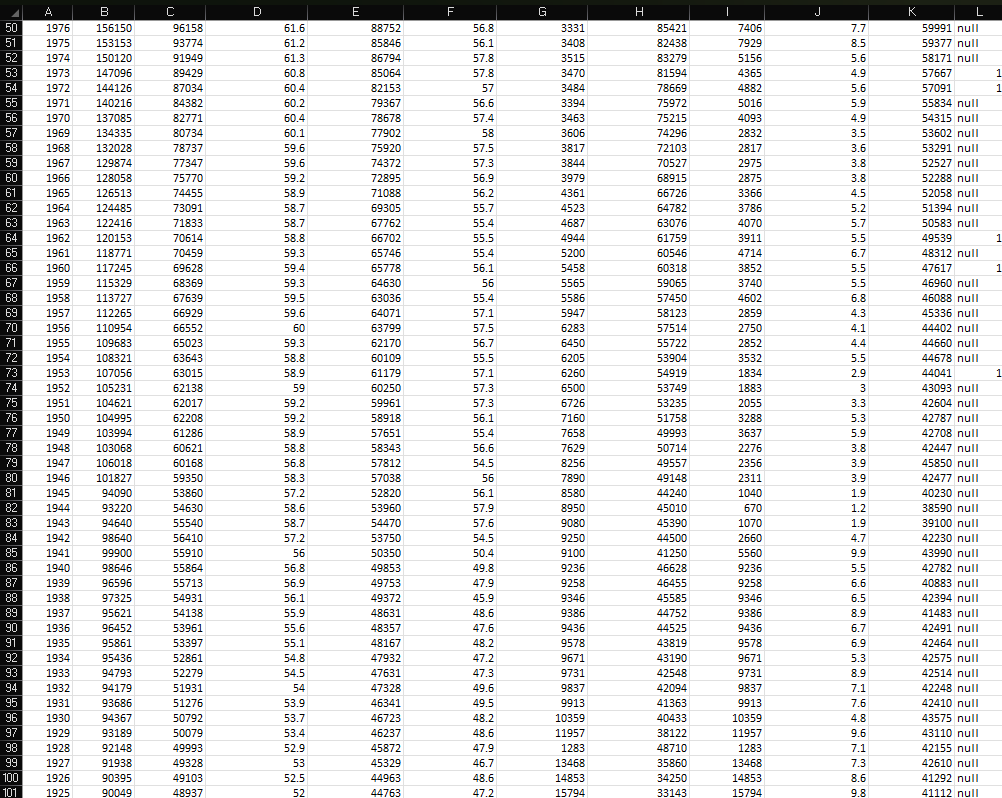 A B C D E F G H I J K L
50 1976 156150 96158 61.6 88752 56.8 3331 85421 7406 7.7 59991 null
51 1975 153153 93774 61.2 85846 56.1 3408 82438 7929 8.5 59377 null
52 1974 150120 91949 61.3 86794 57.8 3515 83279 5156 5.6 58171 null
53 1973 147096 89429 60.8 85064 57.8 3470 81594 4365 4.9 57667 1
54 1972 144126 87034 60.4 82153 57 3484 78669 4882 5.6 57091 1
55 1971 140216 84382 60.2 79367 56.6 3394 75972 5016 5.9 55834 null
56 1970 137085 82771 60.4 78678 57.4 3463 75215 4093 4.9 54315 null
57 1969 134335 80734 60.1 77902 58 3606 74296 2832 3.5 53602 null
58 1968 132028 78737 59.6 75920 57.5 3817 72103 2817 3.6 53291 null
59 1967 129874 77347 59.6 74372 57.3 3844 70527 2975 3.8 52527 null
60 1966 128058 75770 59.2 72895 56.9 3979 68915 2875 3.8 52288 null
61 1965 126513 74455 58.9 71088 56.2 4361 66726 3366 4.5 52058 null
62 1964 124485 73091 58.7 69305 55.7 4523 64782 3786 5.2 51394 null
63 1963 122416 71833 58.7 67762 55.4 4687 63076 4070 5.7 50583 null
64 1962 120153 70614 58.8 66702 55.5 4944 61759 3911 5.5 49539 1
65 1961 118771 70459 59.3 65746 55.4 5200 60546 4714 6.7 48312 null
66 1960 117245 69628 59.4 65778 56.1 5458 60318 3852 5.5 47617 1
67 1959 115329 68369 59.3 64630 56 5565 59065 3740 5.5 46960 null
68 1958 113727 67639 59.5 63036 55.4 5586 57450 4602 6.8 46088 null
69 1957 112265 66929 59.6 64071 57.1 5947 58123 2859 4.3 45336 null
70 1956 110954 66552 60 63799 57.5 6283 57514 2750 4.1 44402 null
71 1955 109683 65023 59.3 62170 56.7 6450 55722 2852 4.4 44660 null
72 1954 108321 63643 58.8 60109 55.5 6205 53904 3532 5.5 44678 null
73 1953 107056 63015 58.9 61179 57.1 6260 54919 1834 2.9 44041 1
74 1952 105231 62138 59 60250 57.3 6500 53749 1883 3 43093 null
75 1951 104621 62017 59.2 59961 57.3 6726 53235 2055 3.3 42604 null
76 1950 104995 62208 59.2 58918 56.1 7160 51758 3288 5.3 42787 null
77 1949 103994 61286 58.9 57651 55.4 7658 49993 3637 5.9 42708 null
78 1948 103068 60621 58.8 58343 56.6 7629 50714 2276 3.8 42447 null
79 1947 106018 60168 56.8 57812 54.5 8256 49557 2356 3.9 45850 null
80 1946 101827 59350 58.3 57038 56 7890 49148 2311 3.9 42477 null
81 1945 94090 53860 57.2 52820 56.1 8580 44240 1040 1.9 40230 null
82 1944 93220 54630 58.6 53960 57.9 8950 45010 670 1.2 38590 null
83 1943 94640 55540 58.7 54470 57.6 9080 45390 1070 1.9 39100 null
84 1942 98640 56410 57.2 53750 54.5 9250 44500 2660 4.7 42230 null
85 1941 99900 55910 56 50350 50.4 9100 41250 5560 9.9 43990 null
86 1940 98646 55864 56.8 49853 49.8 9236 46628 9236 5.5 42782 null
87 1939 96596 55713 56.9 49753 47.9 9258 46455 9258 6.6 40883 null
88 1938 97325 54931 56.1 49372 45.9 9346 45585 9346 6.5 42394 null
89 1937 95621 54138 55.9 48631 48.6 9386 44752 9386 8.9 41483 null
90 1936 96452 53961 55.6 48357 47.6 9436 44525 9436 6.7 42491 null
91 1935 95861 53397 55.1 48167 48.2 9578 43819 9578 6.9 42464 null
92 1934 95436 52861 54.8 47932 47.2 9671 43190 9671 5.3 42575 null
93 1933 94793 52279 54.5 47631 47.3 9731 42548 9731 8.9 42514 null
94 1932 94179 51931 54 47328 49.6 9837 42094 9837 7.1 42248 null
95 1931 93686 51276 53.9 46341 49.5 9913 41363 9913 7.6 42410 null
96 1930 94367 50792 53.7 46723 48.2 10359 40433 10359 4.8 43575 null
97 1929 93189 50079 53.4 46237 48.6 11957 38122 11957 9.6 43110 null
98 1928 92148 49993 52.9 45872 47.9 1283 48710 1283 7.1 42155 null
99 1927 91938 49328 53 45329 46.7 13468 35860 13468 7.3 42610 null
100 1926 90395 49103 52.5 44963 48.6 14853 34250 14853 8.6 41292 null
101 1925 90049 48937 52 44763 47.2 15794 33143 15794 9.8 41112 null